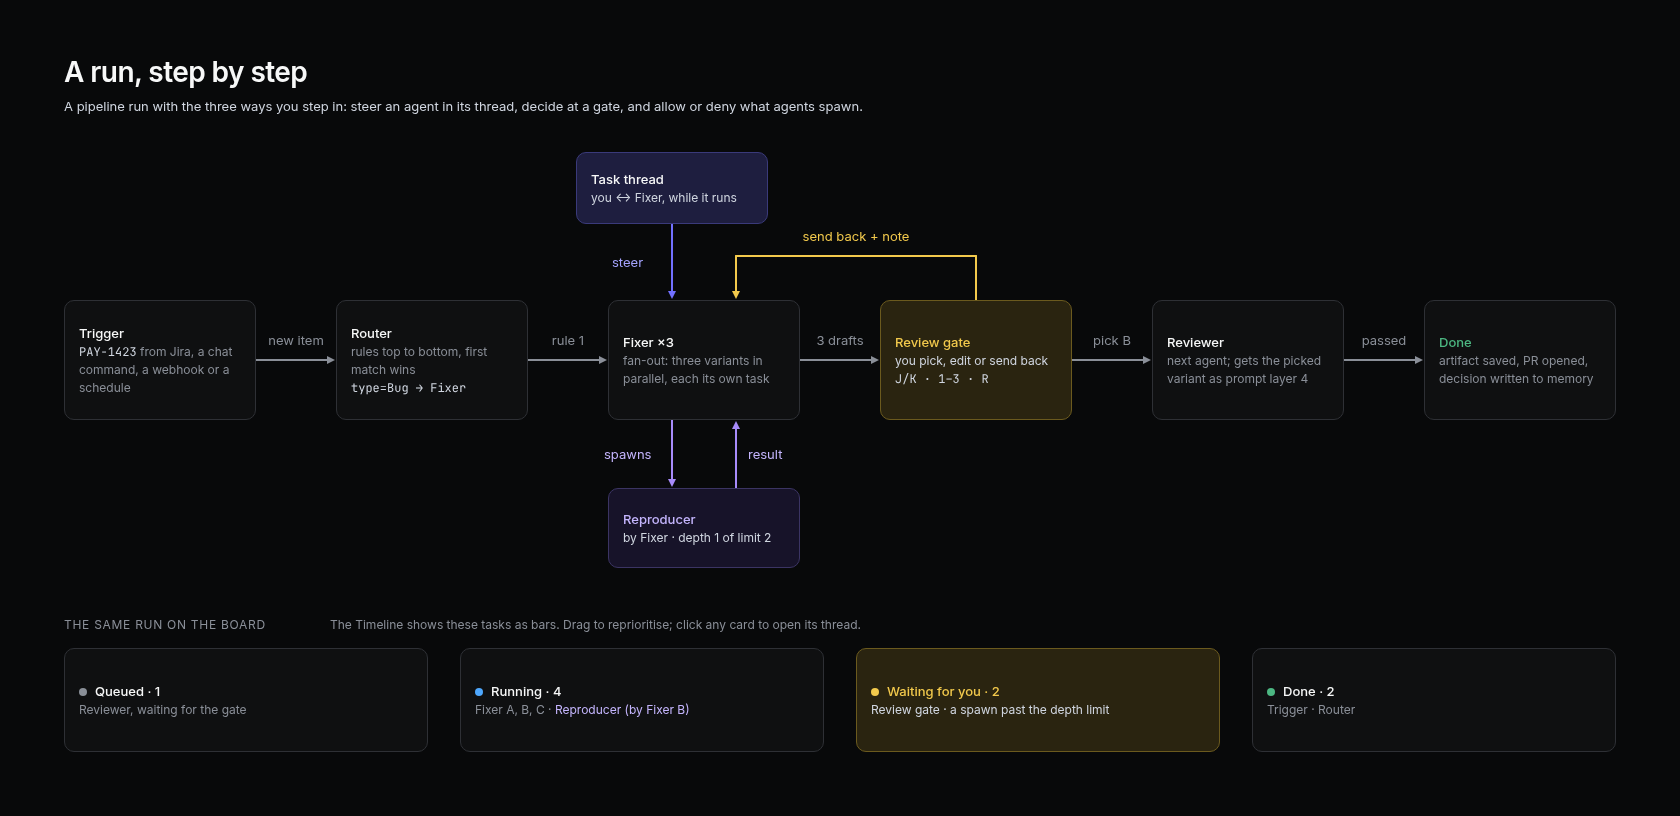 A run, step by step
A pipeline run with the three ways you step in: steer an agent in its thread, decide at a gate, and allow or deny what agents spawn.
Task thread
you ↔ Fixer, while it runs
send back + note
steer
Trigger
PAY-1423 from Jira, a chat
command, a webhook or a
schedule
new item
Router
rules top to bottom, first
match wins
type=Bug → Fixer
rule 1
Fixer ×3
fan-out: three variants in
parallel, each its own task
3 drafts
Review gate
you pick, edit or send back
J/K · 1–3 · R
pick B
Reviewer
next agent; gets the picked
variant as prompt layer 4
passed
Done
artifact saved, PR opened,
decision written to memory
spawns
result
Reproducer
by Fixer · depth 1 of limit 2
THE SAME RUN ON THE BOARD
The Timeline shows these tasks as bars. Drag to reprioritise; click any card to open its thread.
Queued · 1
Reviewer, waiting for the gate
Running · 4
Fixer A, B, C · Reproducer (by Fixer B)
Waiting for you · 2
Review gate · a spawn past the depth limit
Done · 2
Trigger · Router